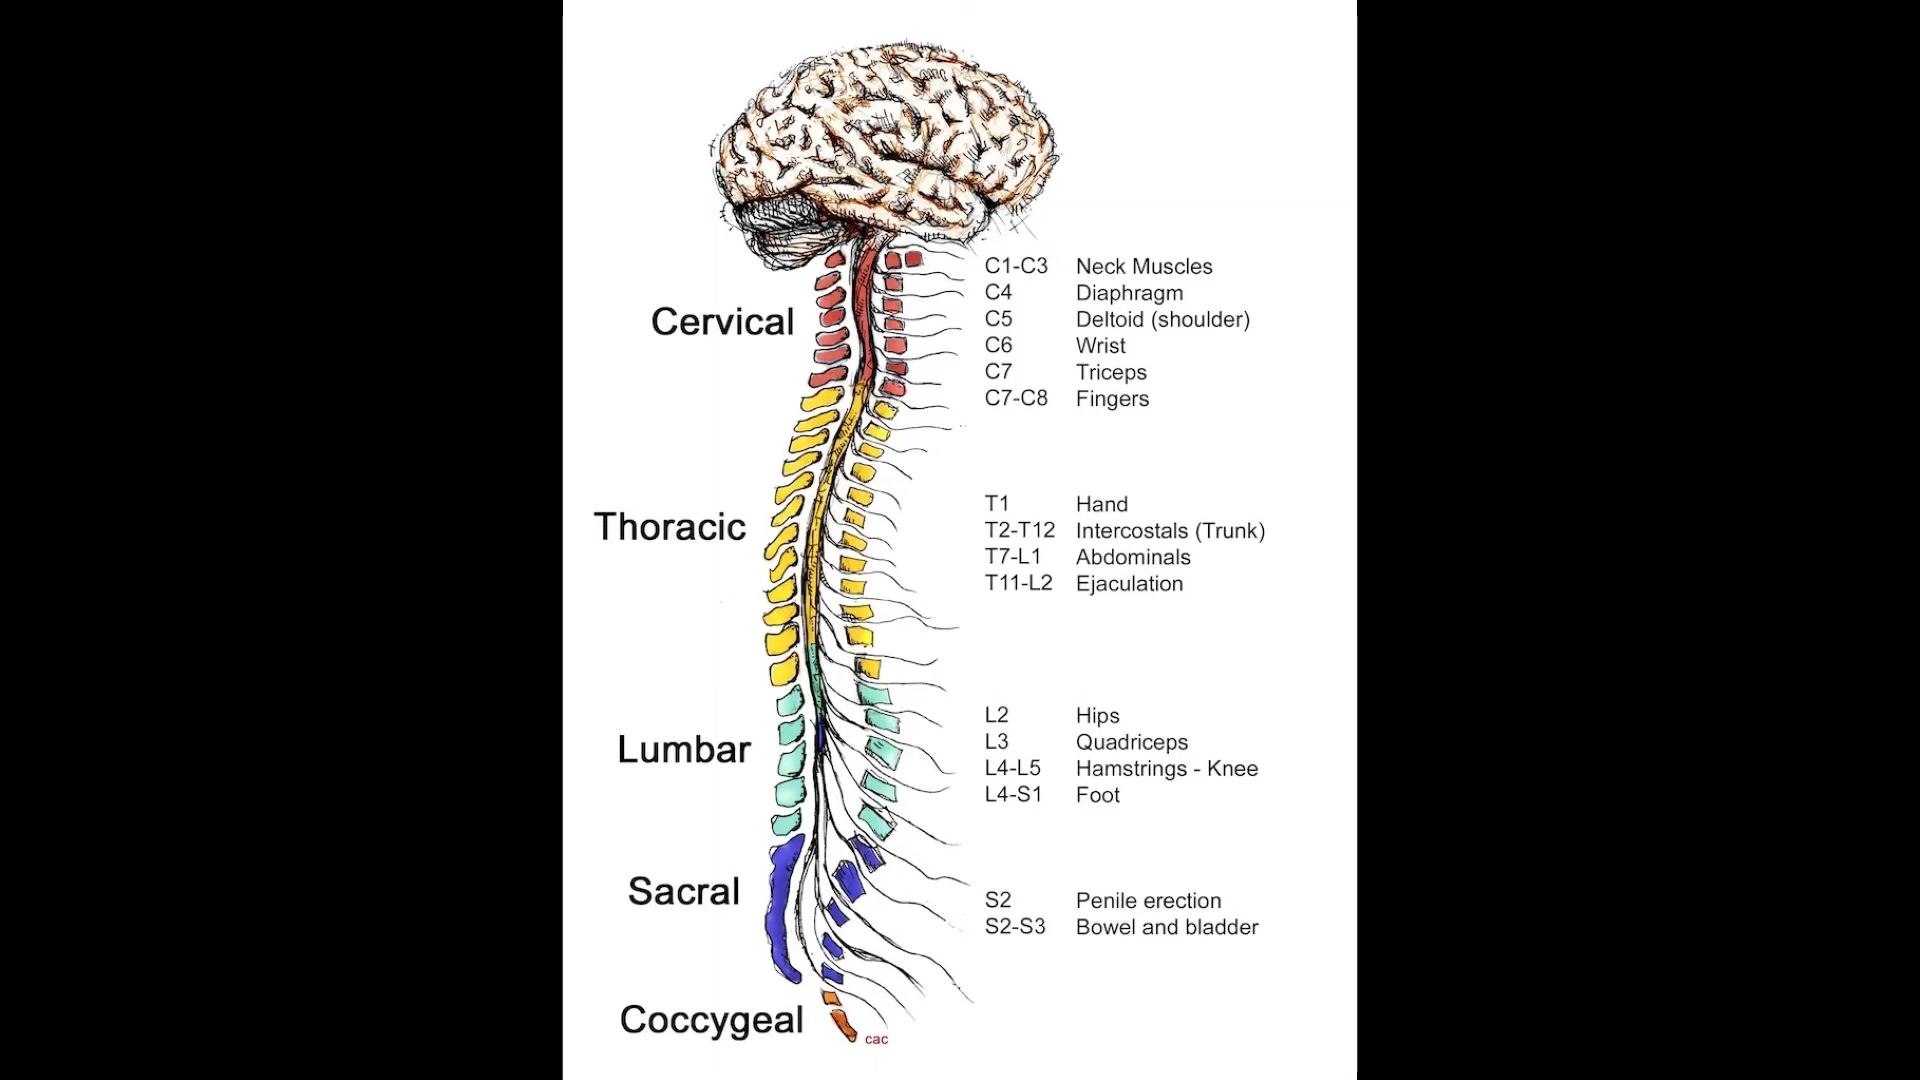 Cervical
C1-C3 Neck Muscles
C4 Diaphragm
C5 Deltoid (shoulder)
C6 Wrist
C7 Triceps
C7-C8 Fingers
Thoracic
T1 Hand
T2-T12 Intercostals (Trunk)
T7-L1 Abdominals
T11-L2 Ejaculation
Lumbar
L2 Hips
L3 Quadriceps
L4-L5 Hamstrings - Knee
L4-S1 Foot
Sacral
S2 Penile erection
S2-S3 Bowel and bladder
Coccygeal
cac